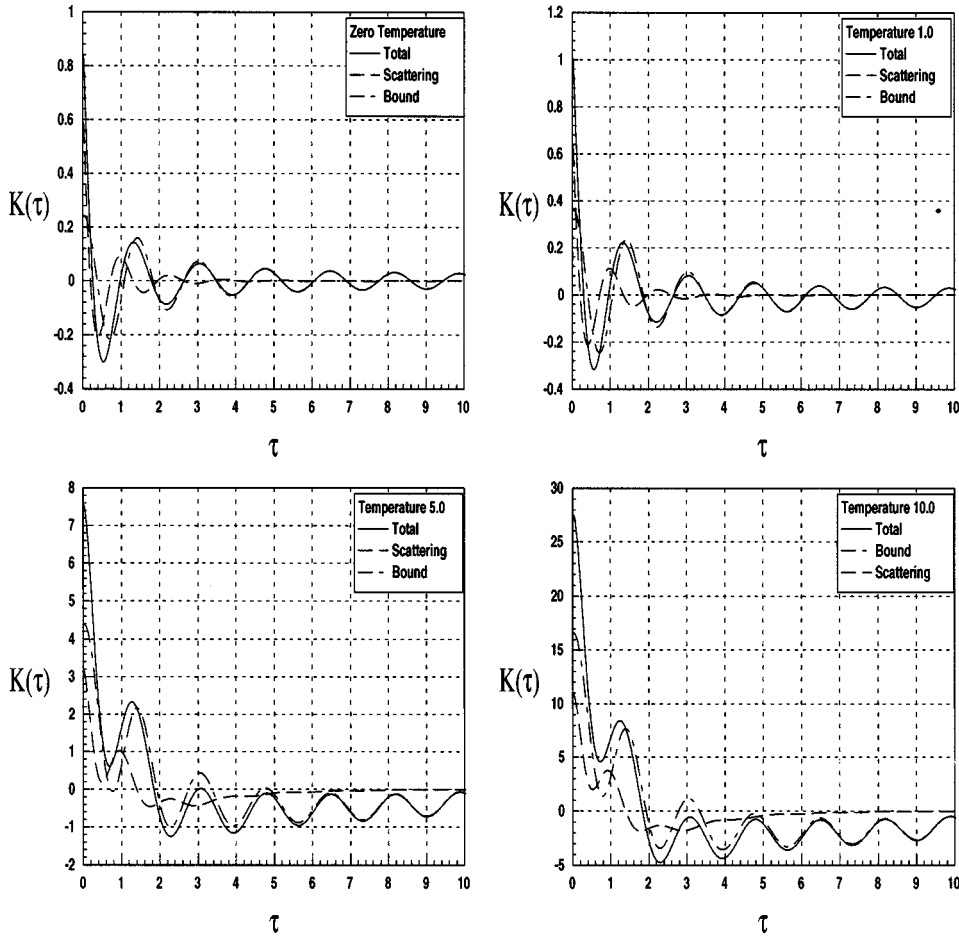 1
0.8
0.6
0.4
0.2
0
-0.2
-0.4
K(τ)
Zero Temperature
Total
Scattering
Bound
0 1 2 3 4 5 6 7 8 9 10
τ
1.2
1
0.8
0.6
0.4
0.2
0
-0.2
-0.4
K(τ)
Temperature 1.0
Total
Scattering
Bound
0 1 2 3 4 5 6 7 8 9 10
τ
8
7
6
5
4
3
2
1
0
-1
-2
K(τ)
Temperature 5.0
Total
Scattering
Bound
0 1 2 3 4 5 6 7 8 9 10
τ
30
25
20
15
10
5
0
-5
K(τ)
Temperature 10.0
Total
Bound
Scattering
0 1 2 3 4 5 6 7 8 9 10
τ